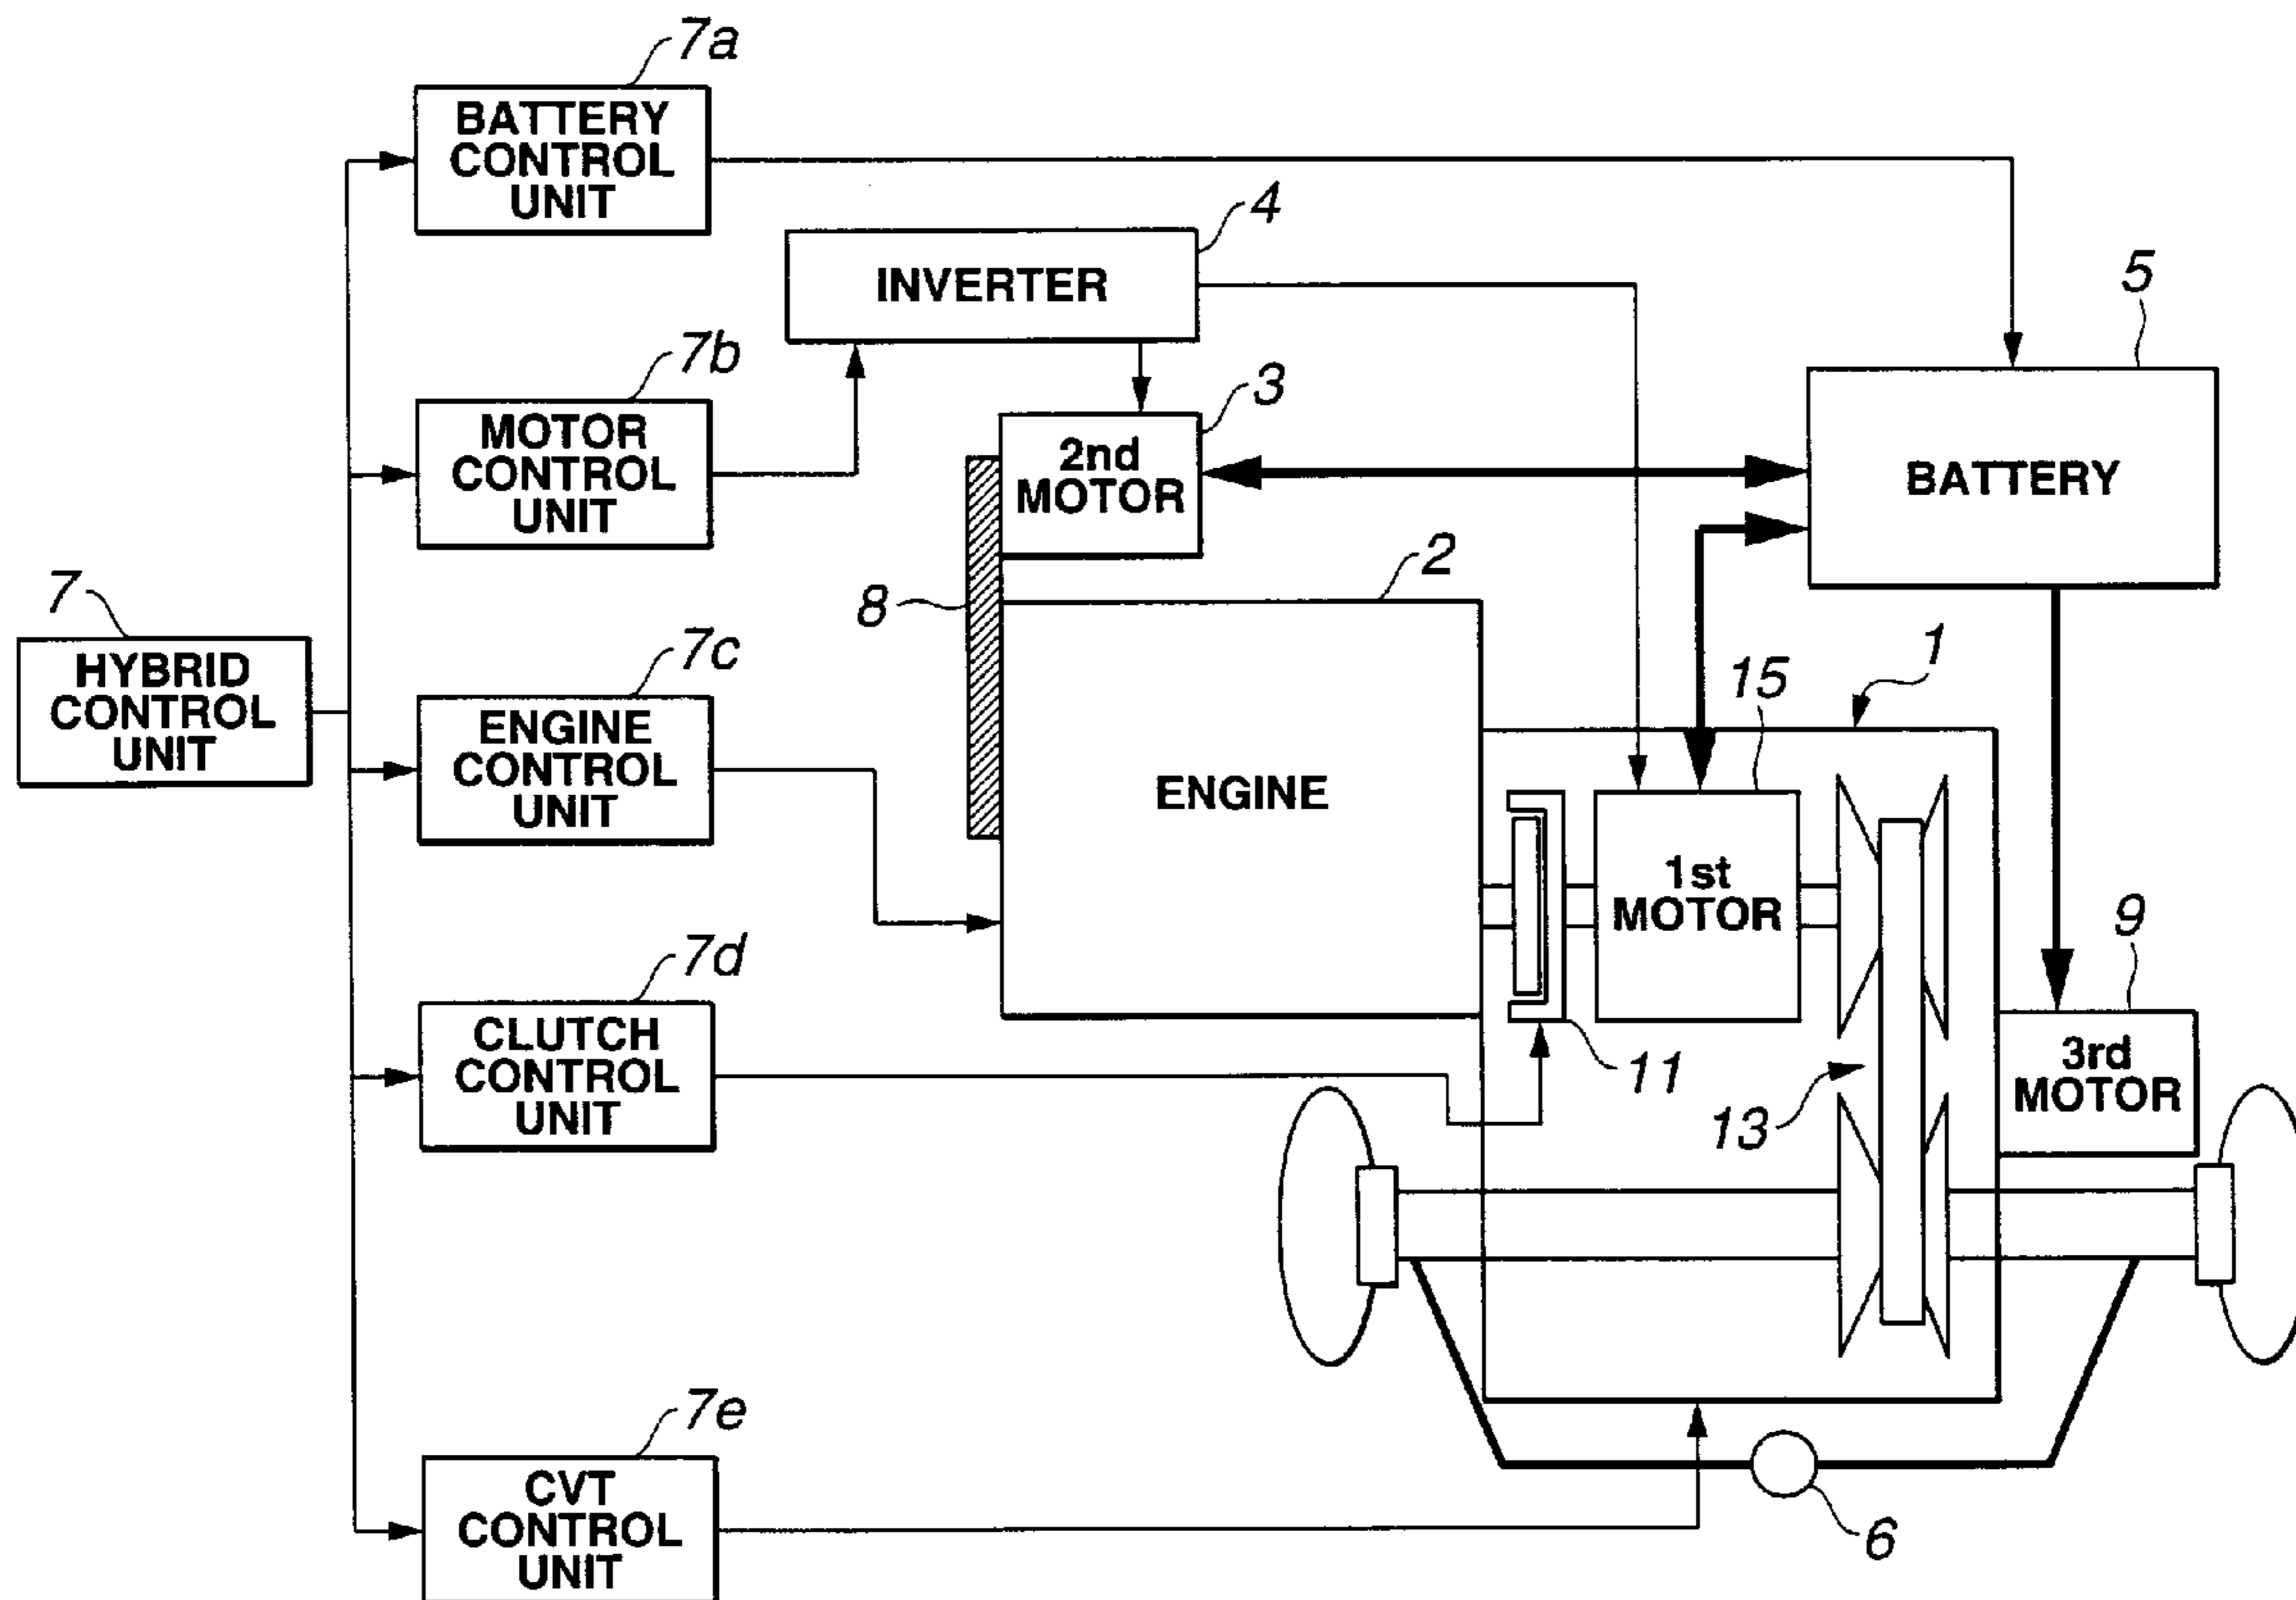 7a
BATTERY
CONTROL
UNIT
4
INVERTER
5
BATTERY
7b
MOTOR
CONTROL
UNIT
3
2nd
MOTOR
2
8
ENGINE
7
HYBRID
CONTROL
UNIT
7c
ENGINE
CONTROL
UNIT
1
15
1st
MOTOR
9
3rd
MOTOR
7d
CLUTCH
CONTROL
UNIT
11
13
7e
CVT
CONTROL
UNIT
6